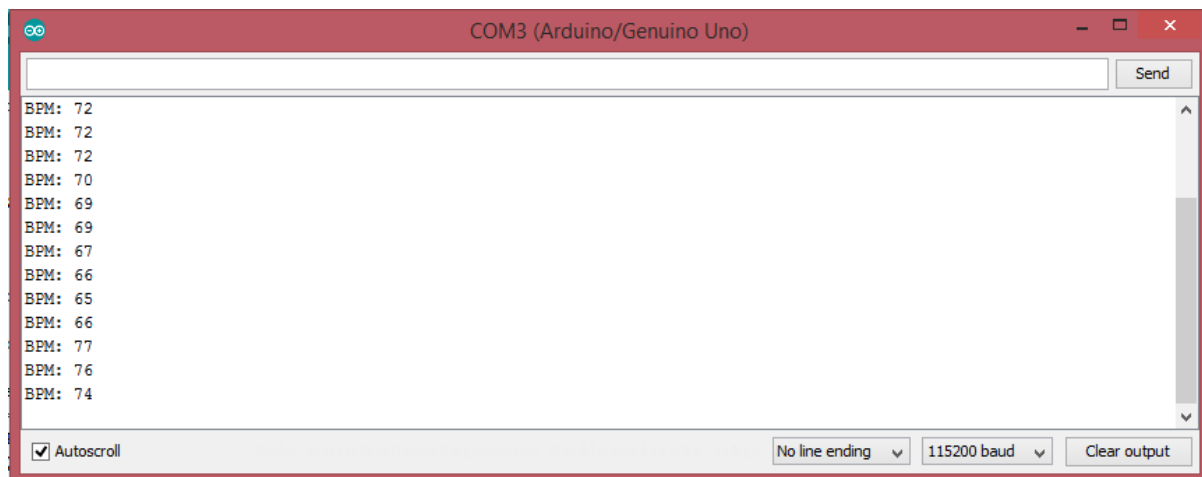 COM3 (Arduino/Genuino Uno)
Send
BPM: 72
BPM: 72
BPM: 72
BPM: 70
BPM: 69
BPM: 69
BPM: 67
BPM: 66
BPM: 65
BPM: 66
BPM: 77
BPM: 76
BPM: 74
Autoscroll No line ending 115200 baud Clear output